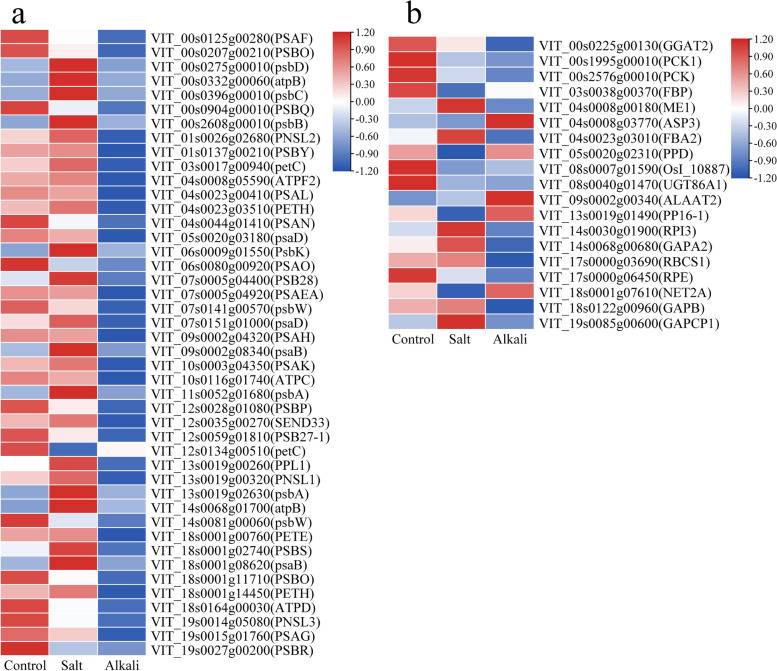 a
VIT_00s0125g00280(PSAF)
VIT_00s0207g00210(PSBO)
VIT_00s0275g00010(psbD)
VIT_00s0332g00060(atpB)
VIT_00s0396g00010(psbC)
VIT_00s0904g00010(PSBQ)
VIT_00s2608g00010(psbB)
VIT_01s0026g02680(PNSL2)
VIT_01s0137g00210(PSBY)
VIT_03s0017g00940(petC)
VIT_04s0008g05590(ATPF2)
VIT_04s0023g00410(PSAL)
VIT_04s0023g03510(PETH)
VIT_04s0044g01410(PSAN)
VIT_05s0020g03180(psaD)
VIT_06s0009g01550(PsbK)
VIT_06s0080g00920(PSAO)
VIT_07s0005g04400(PSB28)
VIT_07s0005g04920(PSAEA)
VIT_07s0141g00570(psbW)
VIT_07s0151g01000(psaD)
VIT_09s0002g04320(PSAH)
VIT_09s0002g08340(psaB)
VIT_10s0003g04350(PSAK)
VIT_10s0116g01740(ATPC)
VIT_11s0052g01680(psbA)
VIT_12s0028g01080(PSBP)
VIT_12s0035g00270(SEND33)
VIT_12s0059g01810(PSB27-1)
VIT_12s0134g00510(petC)
VIT_13s0019g00260(PPL1)
VIT_13s0019g00320(PNSL1)
VIT_13s0019g02630(psbA)
VIT_14s0068g01700(atpB)
VIT_14s0081g00060(psbW)
VIT_18s0001g00760(PETE)
VIT_18s0001g02740(PSBS)
VIT_18s0001g08620(psaB)
VIT_18s0001g11710(PSBO)
VIT_18s0001g14450(PETH)
VIT_18s0164g00030(ATPD)
VIT_19s0014g05080(PNSL3)
VIT_19s0015g01760(PSAG)
VIT_19s0027g00200(PSBR)
Control Salt Alkali
1.20
0.90
0.60
0.30
0.00
-0.30
-0.60
-0.90
-1.20
b
VIT_00s0225g00130(GGAT2)
VIT_00s1995g00010(PCK1)
VIT_00s2576g00010(PCK)
VIT_03s0038g00370(FBP)
VIT_04s0008g00180(ME1)
VIT_04s0008g03770(ASP3)
VIT_04s0023g03010(FBA2)
VIT_05s0020g02310(PPD)
VIT_08s0007g01590(OsI_10887)
VIT_08s0040g01470(UGT86A1)
VIT_09s0002g00340(ALAAT2)
VIT_13s0019g01490(PP16-1)
VIT_14s0030g01900(RPI3)
VIT_14s0068g00680(GAPA2)
VIT_17s0000g03690(RBCS1)
VIT_17s0000g06450(RPE)
VIT_18s0001g07610(NET2A)
VIT_18s0122g00960(GAPB)
VIT_19s0085g00600(GAPCP1)
Control Salt Alkali
1.20
0.90
0.60
0.30
0.00
-0.30
-0.60
-0.90
-1.20